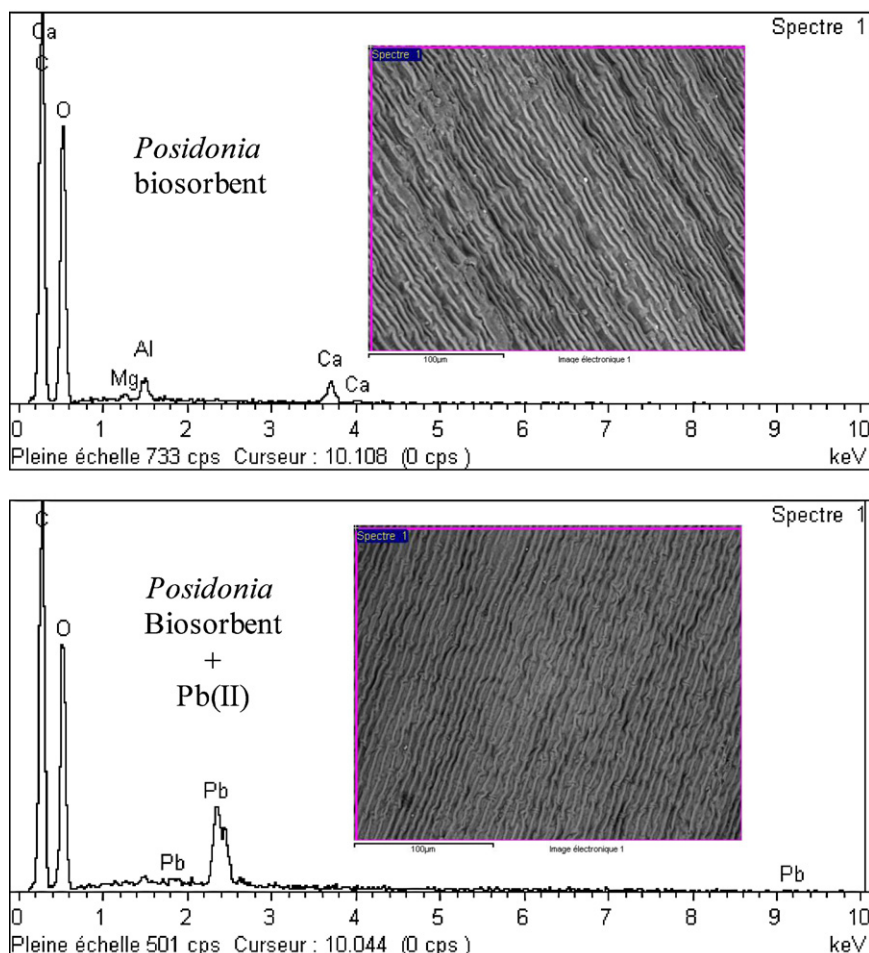 Spectre 1
Ca
C
O
Posidonia
biosorbent
Mg
Al
Ca
Ca
Spectre 1
100µm
Image électronique 1
0 1 2 3 4 5 6 7 8 9 10
Pleine échelle 733 cps Curseur : 10.108 (0 cps)
keV
Spectre 1
C
O
Posidonia
Biosorbent
+
Pb(II)
Pb
Pb
Pb
Spectre 1
100µm
Image électronique 1
0 1 2 3 4 5 6 7 8 9 10
Pleine échelle 501 cps Curseur : 10.044 (0 cps)
keV